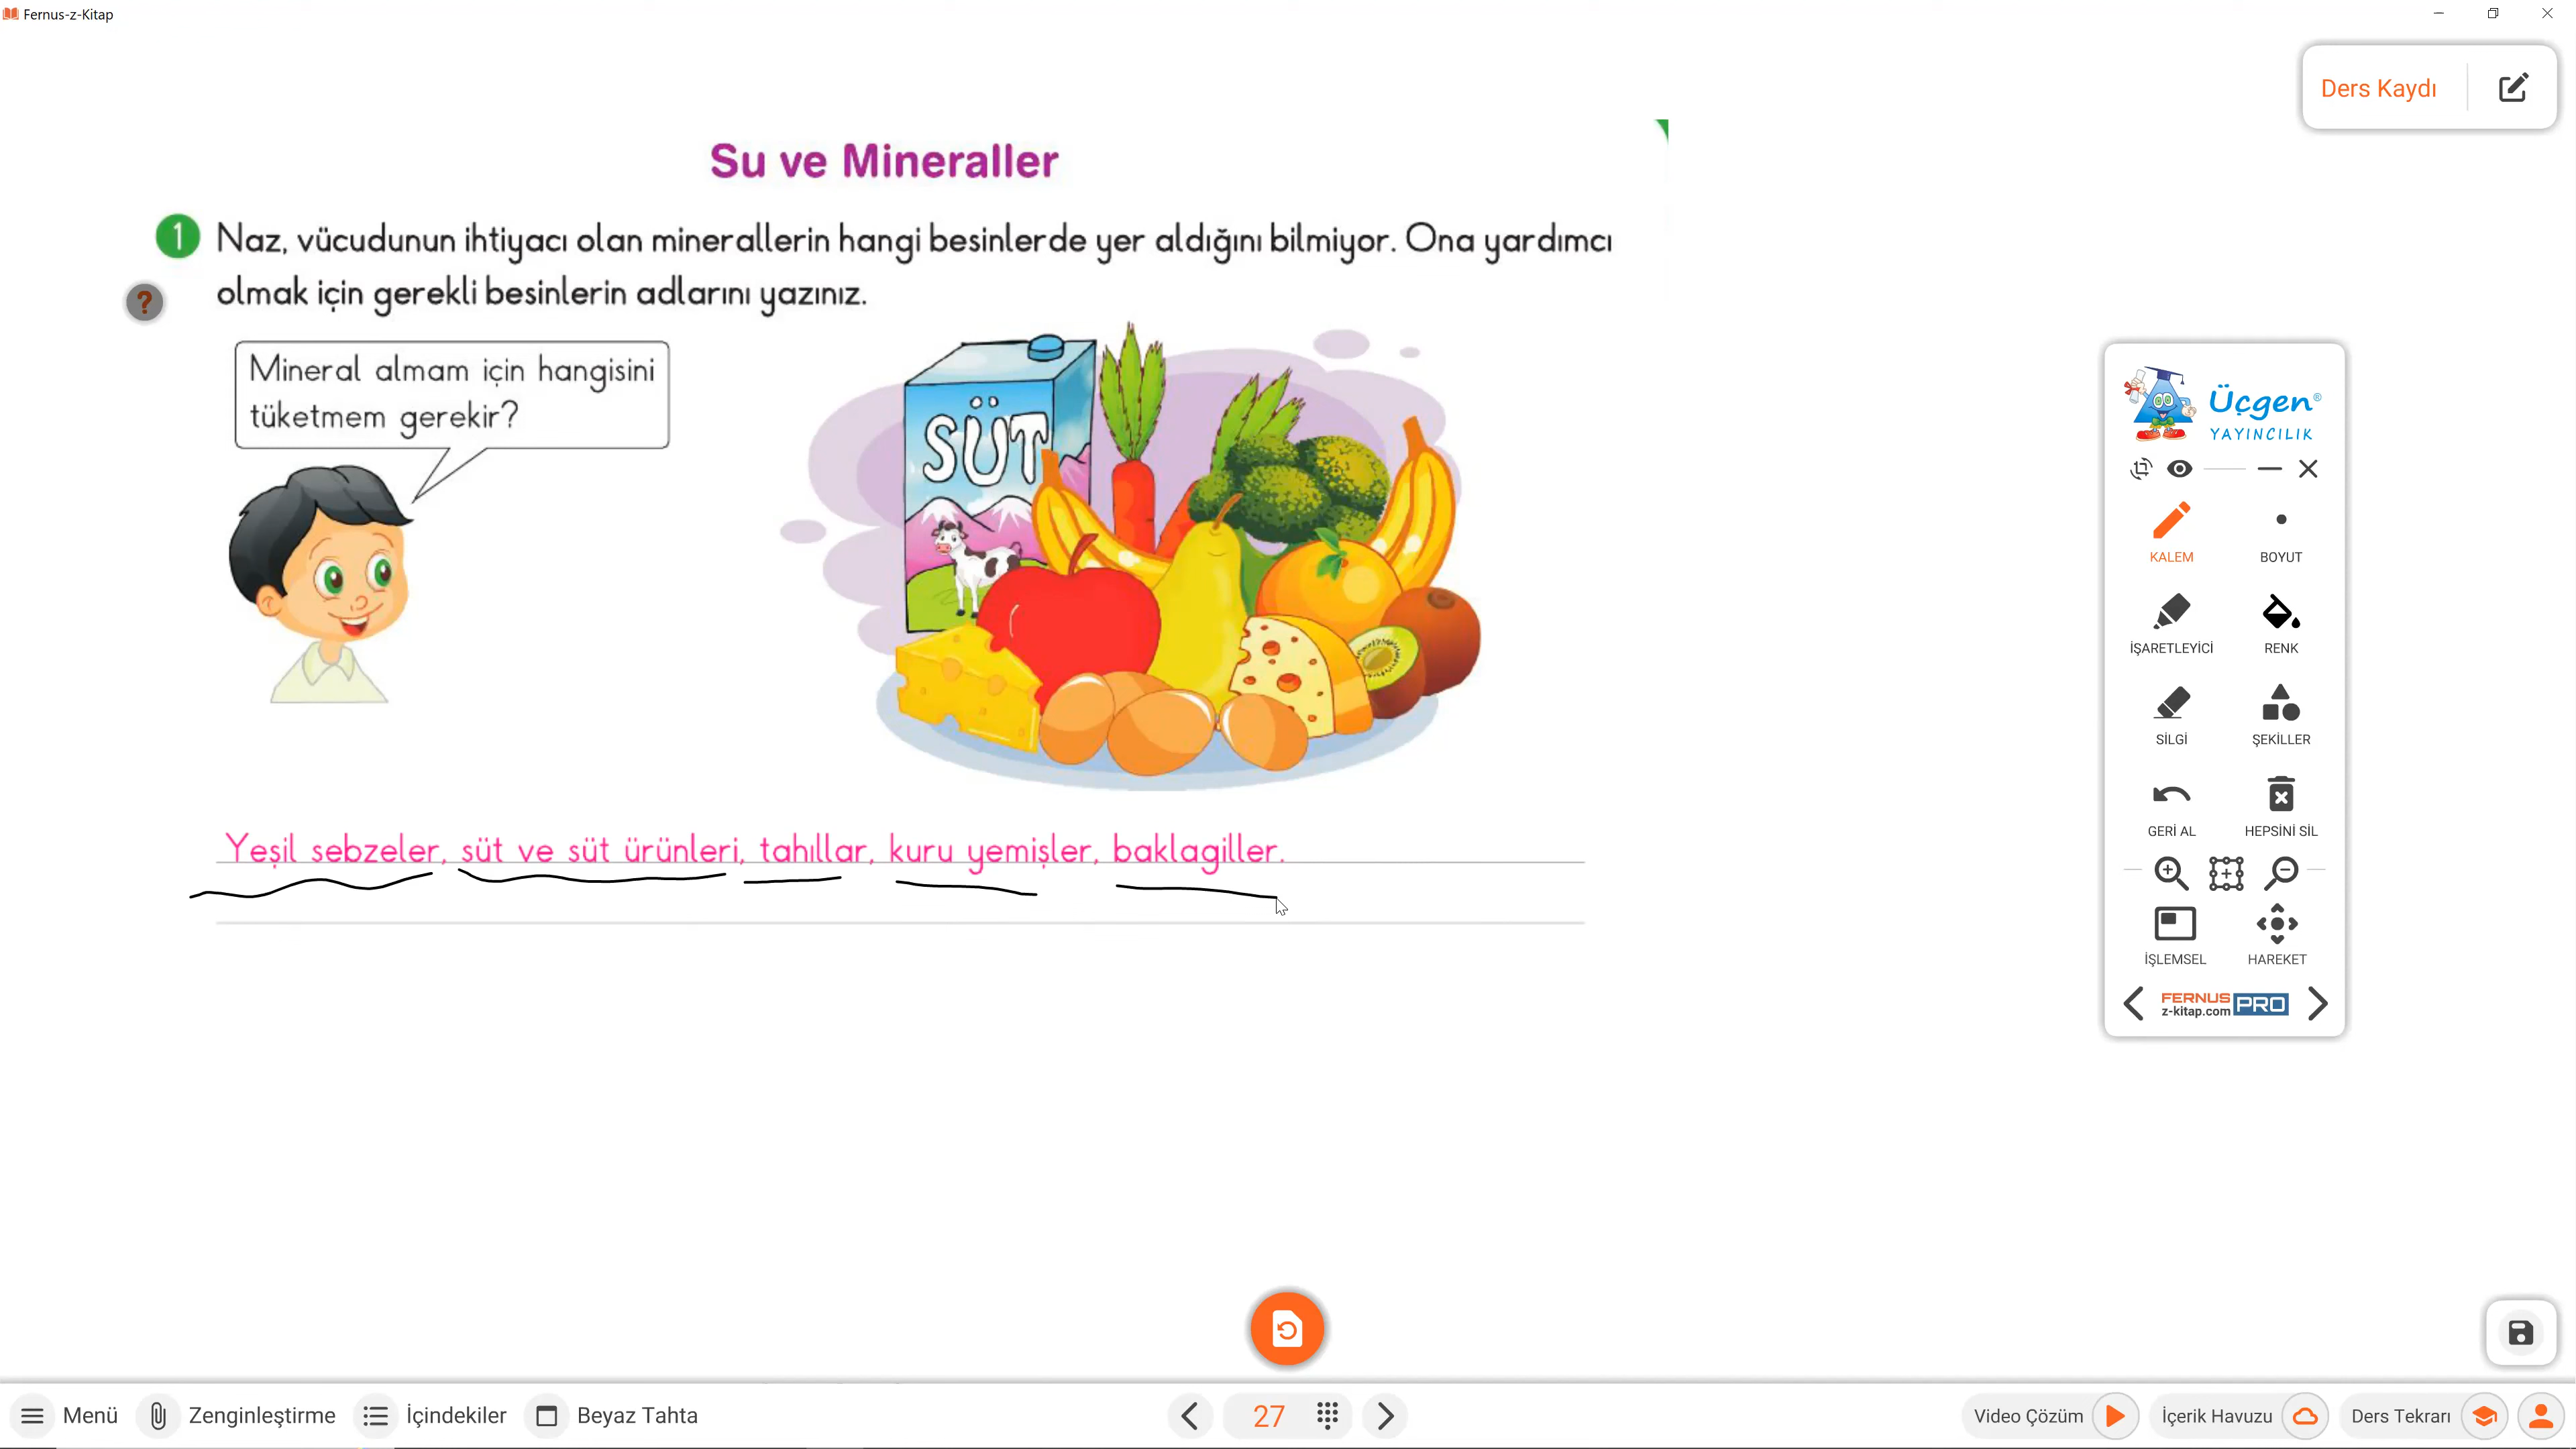 Fernus-z-Kitap
Ders Kaydı
Su ve Mineraller
1 Naz, vücudunun ihtiyacı olan minerallerin hangi besinlerde yer aldığını bilmiyor. Ona yardımcı
olmak için gerekli besinlerin adlarını yazınız.
?
Mineral almam için hangisini
tüketmem gerekir?
SÜT
Yeşil sebzeler, süt ve süt ürünleri, tahıllar, kuru yemişler, baklagiller.
Üçgen®
YAYINCILIK
KALEM BOYUT
İŞARETLEYİCİ RENK
SİLGİ ŞEKİLLER
GERİ AL HEPSİNİ SİL
İŞLEMSEL HAREKET
FERNUS PRO
z-kitap.com
Menü Zenginleştirme İçindekiler Beyaz Tahta 27 Video Çözüm İçerik Havuzu Ders Tekrarı